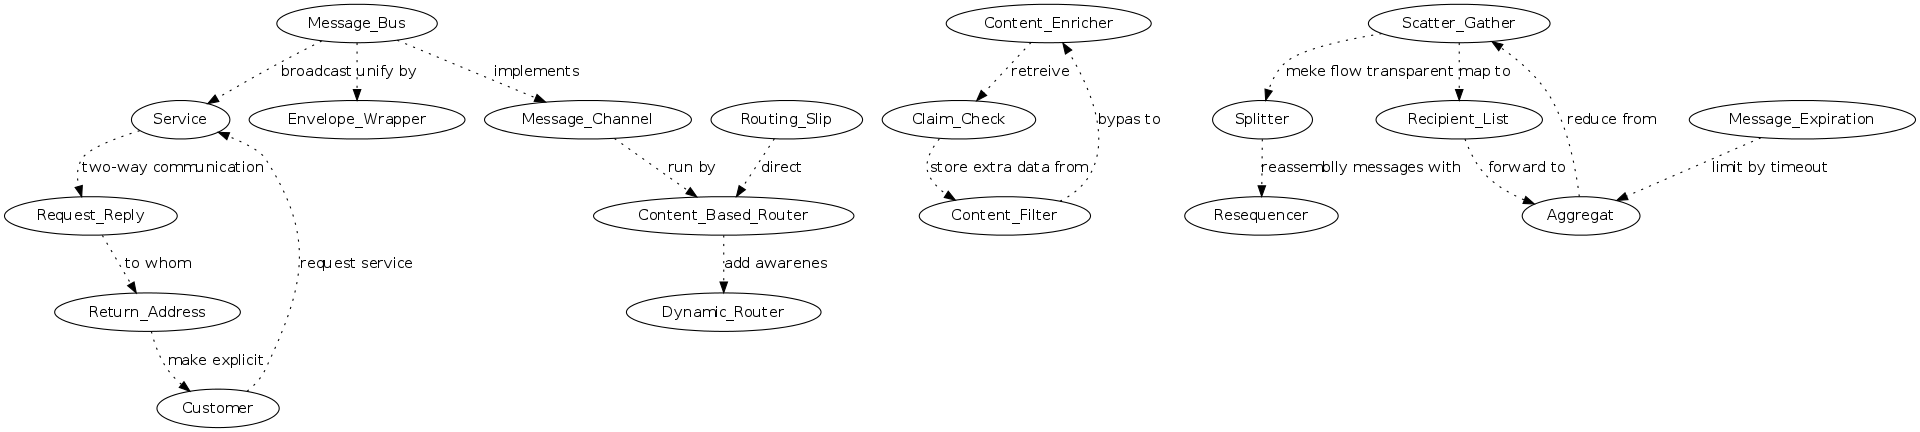 Message_Bus
Content_Enricher
Scatter_Gather
broadcast
unify by
implements
retreive
meke flow transparent
map to
Service
Envelope_Wrapper
Message_Channel
Routing_Slip
Claim_Check
bypas to
Splitter
Recipient_List
reduce from
Message_Expiration
two-way communication
run by
direct
store extra data from
reassemblly messages with
forward to
limit by timeout
Request_Reply
Content_Based_Router
Content_Filter
Resequencer
Aggregat
to whom
request service
add awarenes
Return_Address
Dynamic_Router
make explicit
Customer